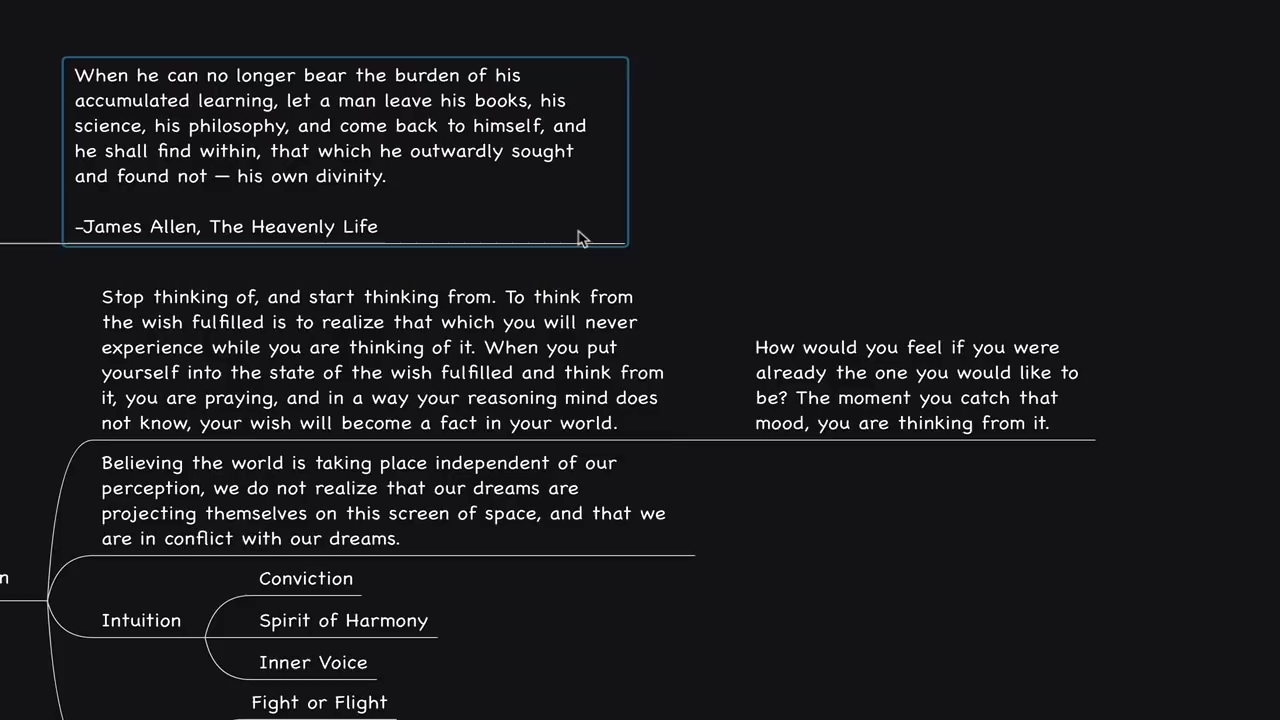 When he can no longer bear the burden of his
accumulated learning, let a man leave his books, his
science, his philosophy, and come back to himself, and
he shall find within, that which he outwardly sought
and found not — his own divinity.
–James Allen, The Heavenly Life
Stop thinking of, and start thinking from. To think from
the wish fulfilled is to realize that which you will never
experience while you are thinking of it. When you put
yourself into the state of the wish fulfilled and think from
it, you are praying, and in a way your reasoning mind does
not know, your wish will become a fact in your world.
How would you feel if you were
already the one you would like to
be? The moment you catch that
mood, you are thinking from it.
Believing the world is taking place independent of our
perception, we do not realize that our dreams are
projecting themselves on this screen of space, and that we
are in conflict with our dreams.
Intuition
Conviction
Spirit of Harmony
Inner Voice
Fight or Flight